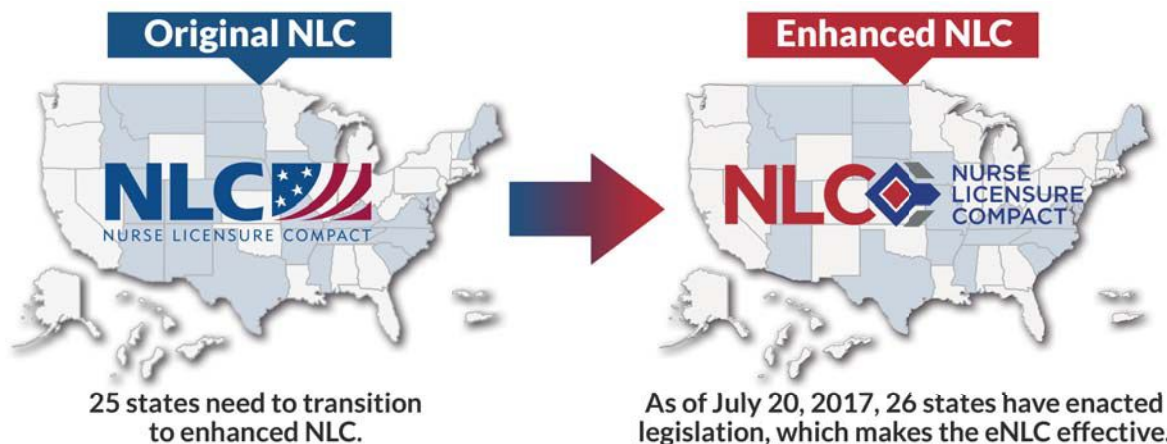 Original NLC
NLC
NURSE LICENSURE COMPACT
25 states need to transition
to enhanced NLC.
Enhanced NLC
NLC
NURSE
LICENSURE
COMPACT
As of July 20, 2017, 26 states have enacted
legislation, which makes the eNLC effective.